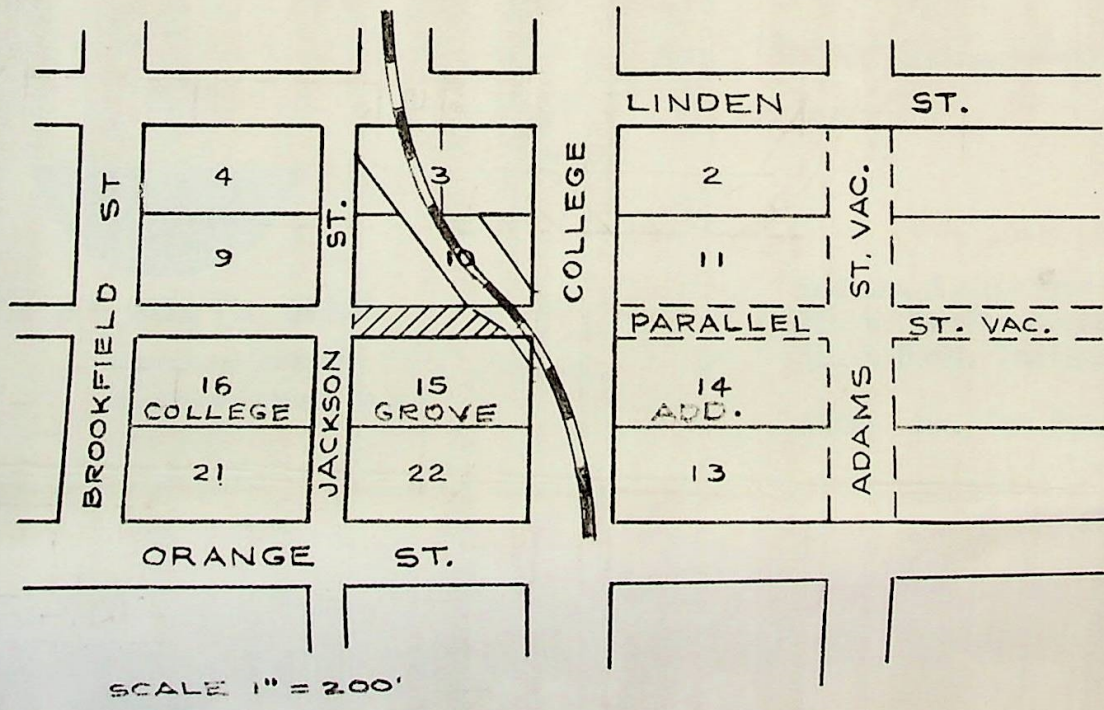 LINDEN ST.
4
3
2
BROOKFIELD ST
ST.
COLLEGE
ST. VAC.
9
10
11
PARALLEL ST. VAC.
16
15
14
COLLEGE GROVE ADD.
JACKSON
ADAMS
21
22
13
ORANGE ST.
SCALE 1" = 200'